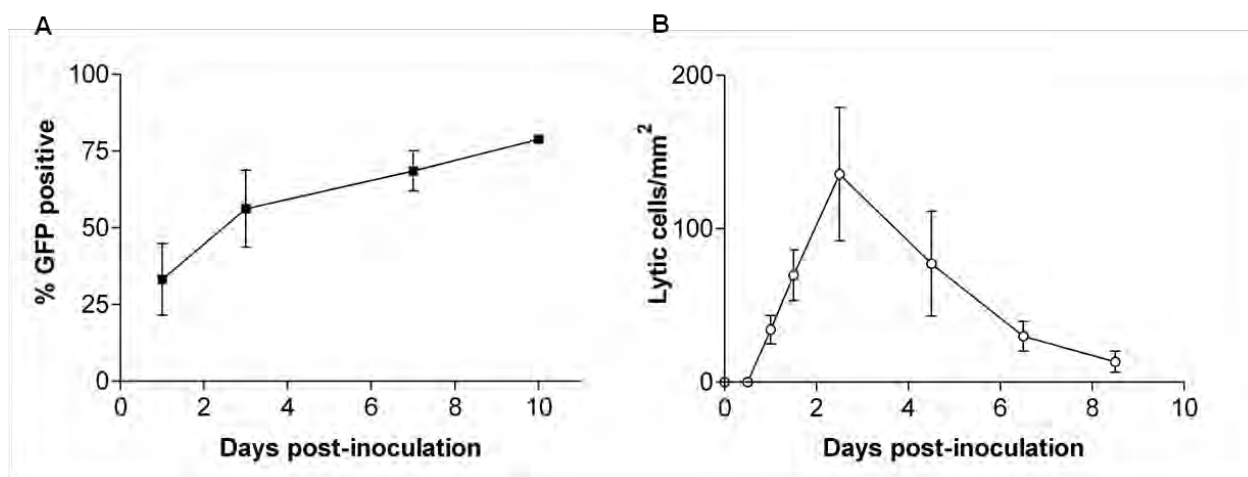 A
% GFP positive
100
75
50
25
0
0 2 4 6 8 10
Days post-inoculation
B
Lytic cells/mm²
200
100
0
0 2 4 6 8 10
Days post-inoculation